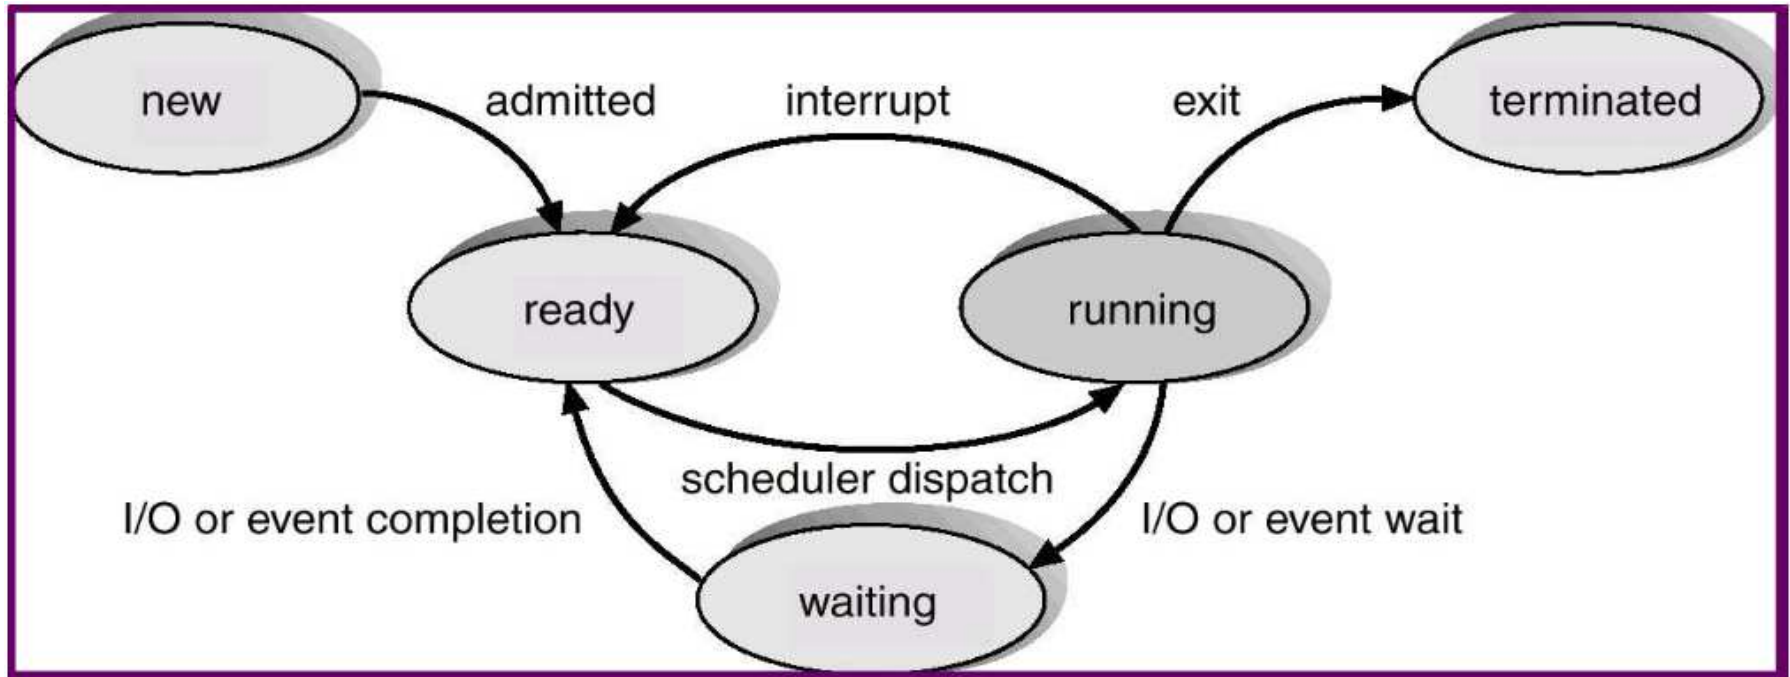 new
admitted
interrupt
exit
terminated
ready
running
scheduler dispatch
I/O or event completion
I/O or event wait
waiting